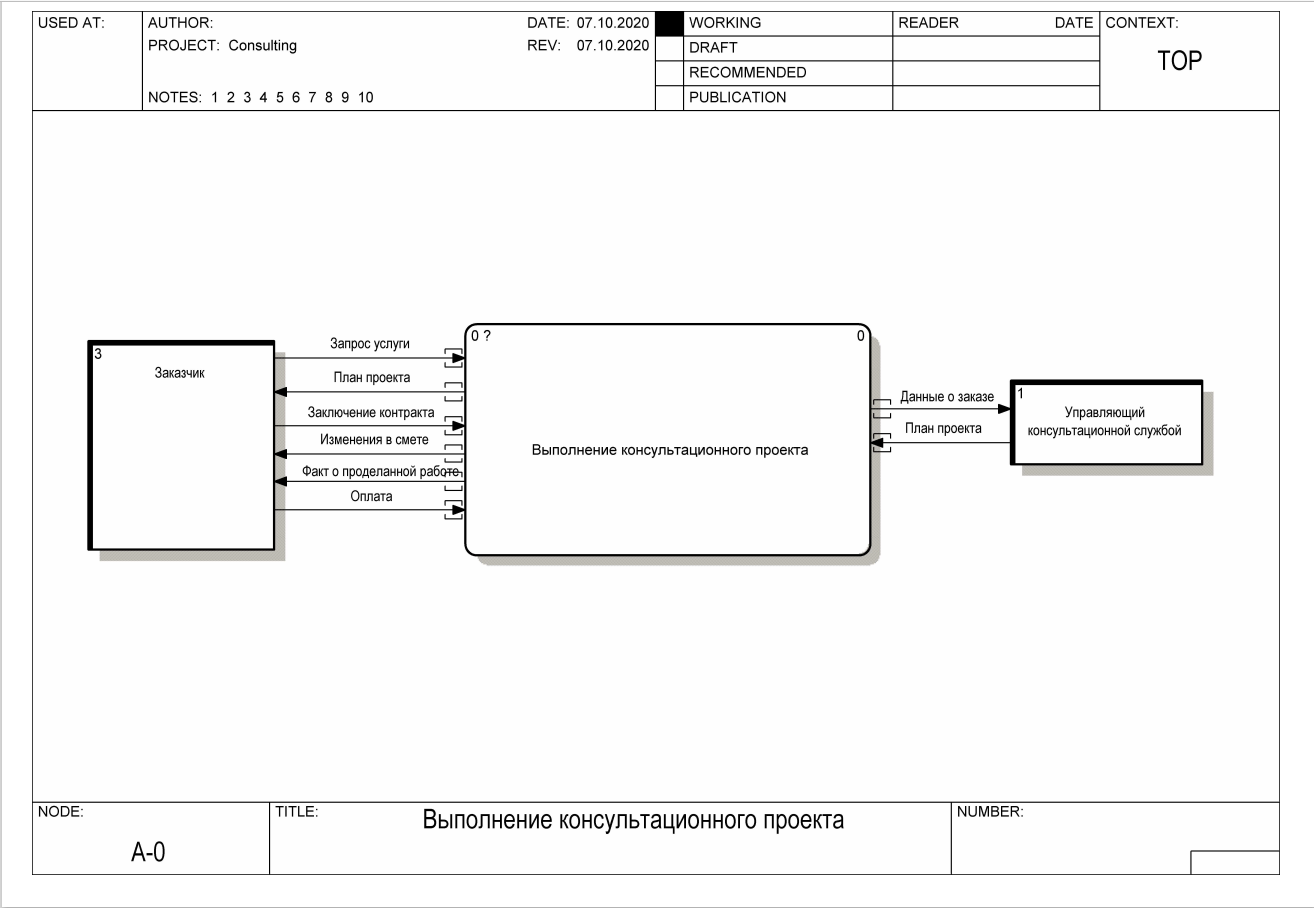 USED AT:
AUTHOR:
DATE: 07.10.2020
PROJECT: Consulting
REV: 07.10.2020
NOTES: 1 2 3 4 5 6 7 8 9 10
WORKING
DRAFT
RECOMMENDED
PUBLICATION
READER
DATE
CONTEXT:
TOP
3
Заказчик
Запрос услуги
План проекта
Заключение контракта
Изменения в смете
Факт о проделанной работе
Оплата
0 ?
0
Выполнение консультационного проекта
Данные о заказе
План проекта
1
Управляющий
консультационной службой
NODE:
A-0
TITLE:
Выполнение консультационного проекта
NUMBER: